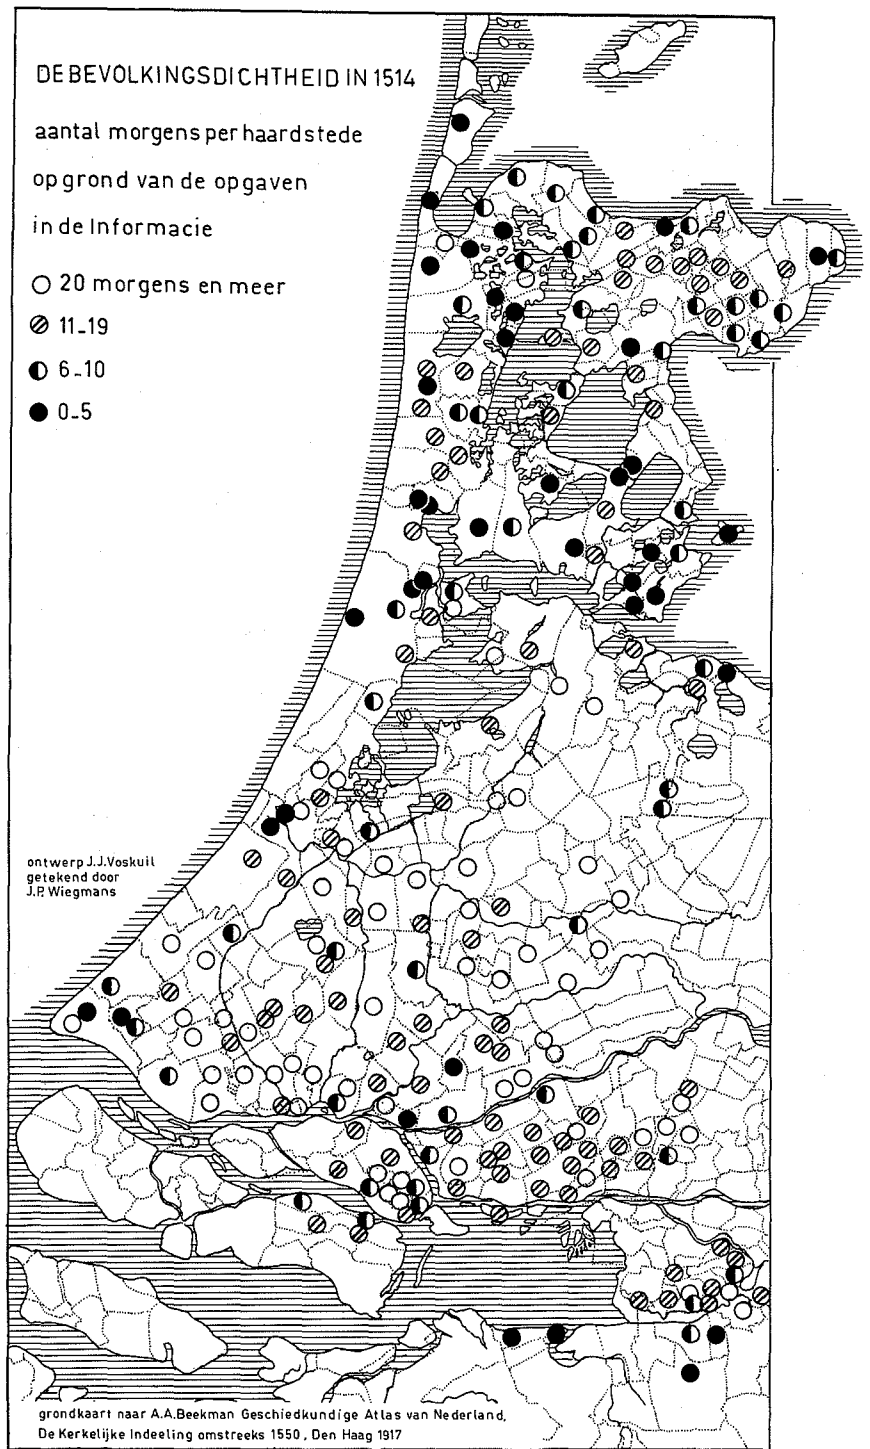 DE BEVOLKINGSDICHTHEID IN 1514
aantal morgens per haardstede
op grond van de opgaven
in de Informacie
20 morgens en meer
11-19
6-10
0-5
ontwerp J.J.Voskuil
getekend door
J.P. Wiegmans
grondkaart naar A.A.Beekman Geschiedkundige Atlas van Nederland,
De Kerkelijke Indeeling omstreeks 1550, Den Haag 1917